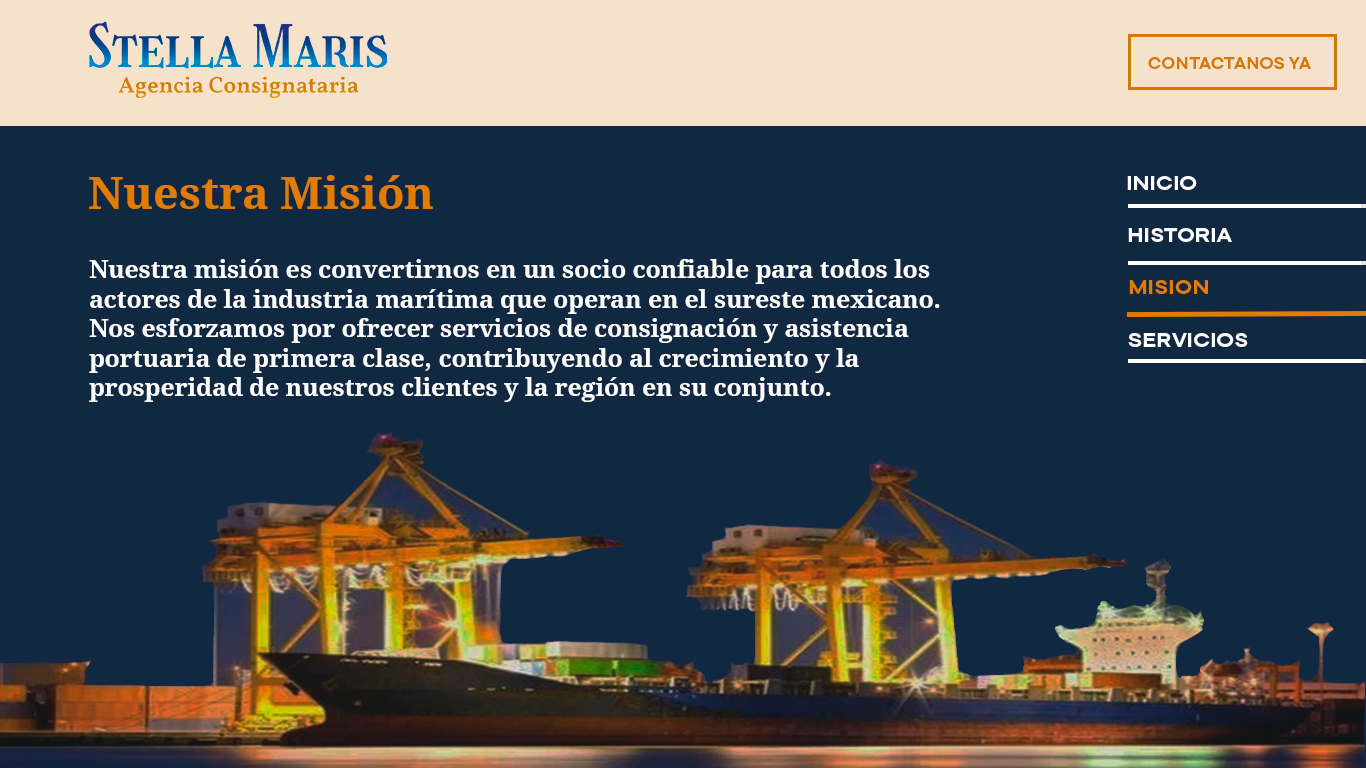 STELLA MARIS
Agencia Consignataria
CONTACTANOS YA
Nuestra Misión
Nuestra misión es convertirnos en un socio confiable para todos los
actores de la industria marítima que operan en el sureste mexicano.
Nos esforzamos por ofrecer servicios de consignación y asistencia
portuaria de primera clase, contribuyendo al crecimiento y la
prosperidad de nuestros clientes y la región en su conjunto.
INICIO
HISTORIA
MISION
SERVICIOS